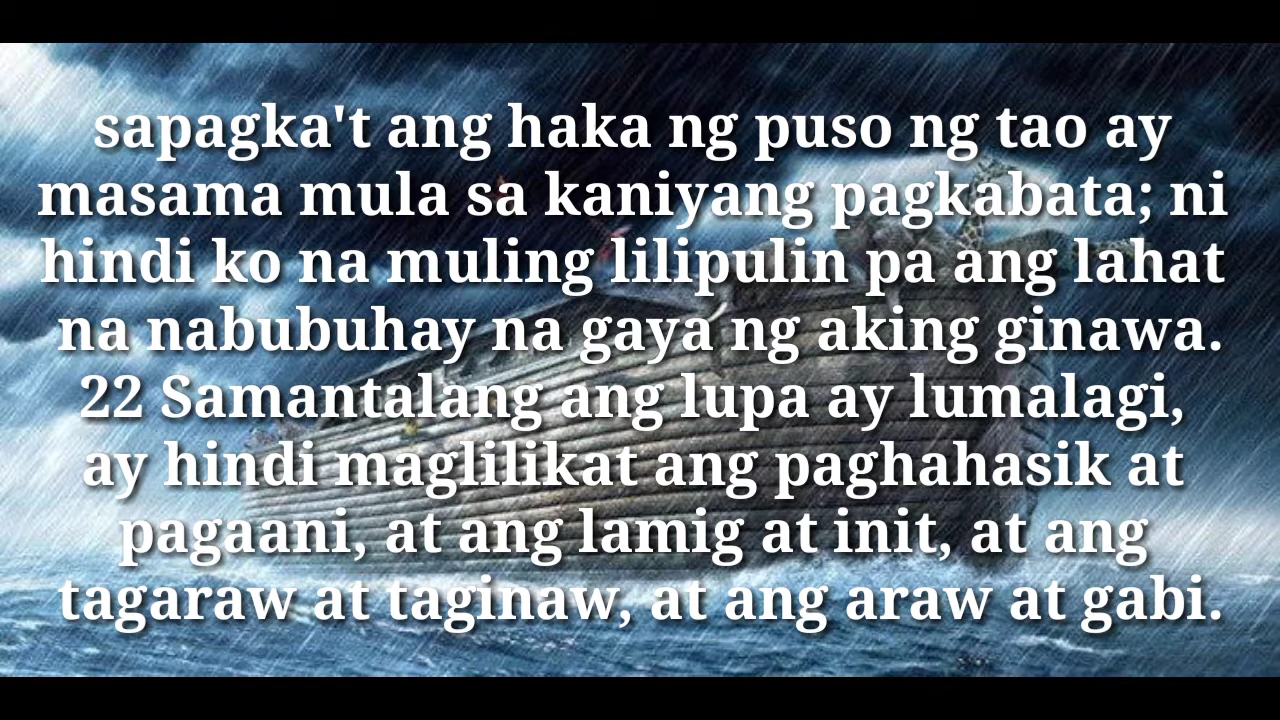 sapagka't ang haka ng puso ng tao ay
masama mula sa kaniyang pagkabata; ni
hindi ko na muling lilipulin pa ang lahat
na nabubuhay na gaya ng aking ginawa.
22 Samantalang ang lupa ay lumalagi,
ay hindi maglilikat ang paghahasik at
pagaani, at ang lamig at init, at ang
tagaraw at taginaw, at ang araw at gabi.